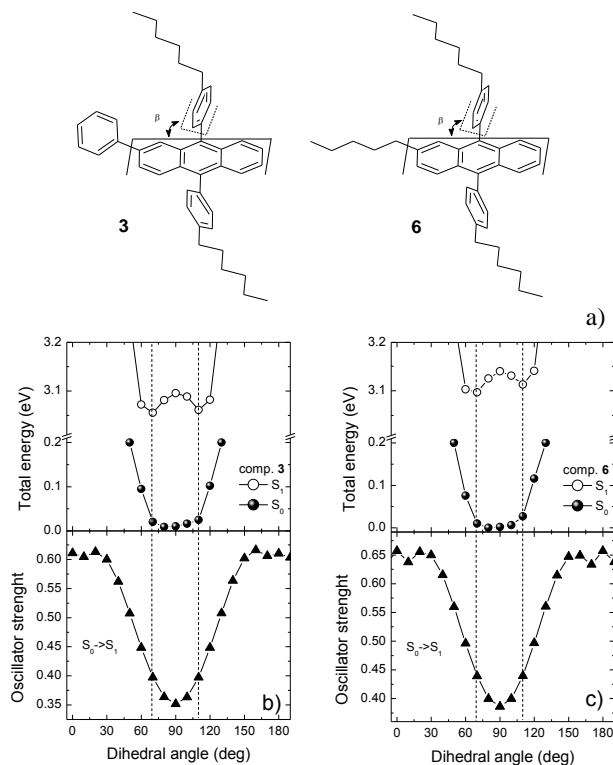 β
β
3
6
a)
3.2
3.1
0.2
0.1
0.0
Total energy (eV)
comp. 3
S1
S0
0.60
0.55
0.50
0.45
0.40
0.35
Oscillator strenght
S0->S1
b)
0 30 60 90 120 150 180
Dihedral angle (deg)
3.2
3.1
0.2
0.1
0.0
Total energy (eV)
comp. 6
S1
S0
0.65
0.60
0.55
0.50
0.45
0.40
Oscillator strenght
S0->S1
c)
0 30 60 90 120 150 180
Dihedral angle (deg)